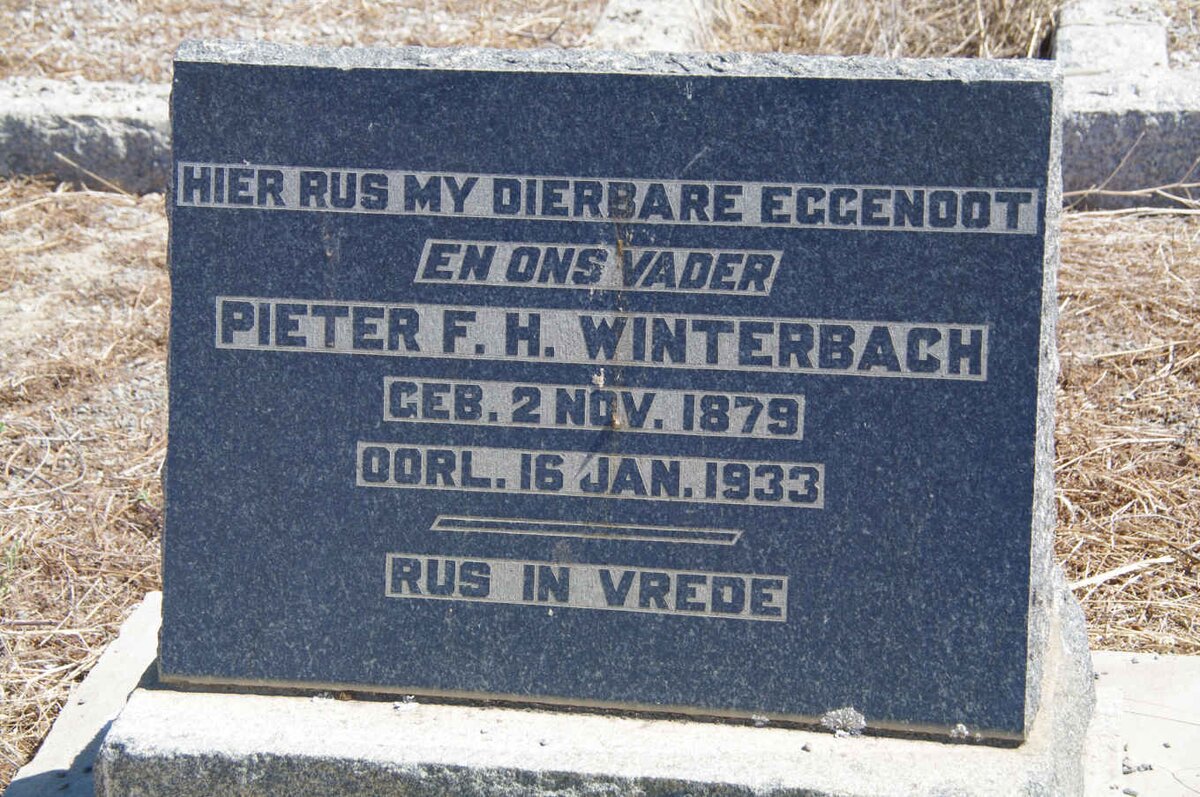 HIER RUS MY DIERBARE EGGENOOT
EN ONS VADER
PIETER F. H. WINTERBACH
GEB. 2 NOV. 1879
OORL. 16 JAN. 1933
RUS IN VREDE